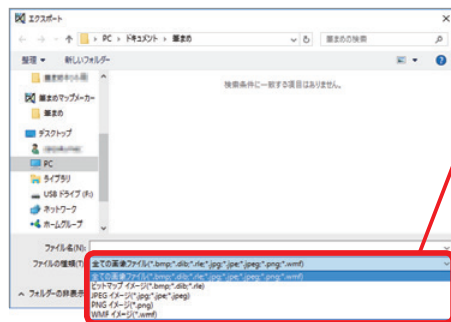 エクスポート
PC › ドキュメント › 筆まめ
筆まめの検索
整理 ▼ 新しいフォルダー
検索条件に一致する項目はありません。
筆まめマップメーカー
筆まめ
デスクトップ
PC
ライブラリ
USB ドライブ (F:)
ネットワーク
ホームグループ
ファイル名(N):
ファイルの種類(T): 全ての画像ファイル(*.bmp;*.dib;*.rle;*.jpg;*.jpe;*.jpeg;*.png;*.wmf)
全ての画像ファイル(*.bmp;*.dib;*.rle;*.jpg;*.jpe;*.jpeg;*.png;*.wmf)
ビットマップ イメージ(*.bmp;*.dib;*.rle)
JPEG イメージ(*.jpg;*.jpe;*.jpeg)
PNG イメージ(*.png)
WMF イメージ(*.wmf)
フォルダーの非表示